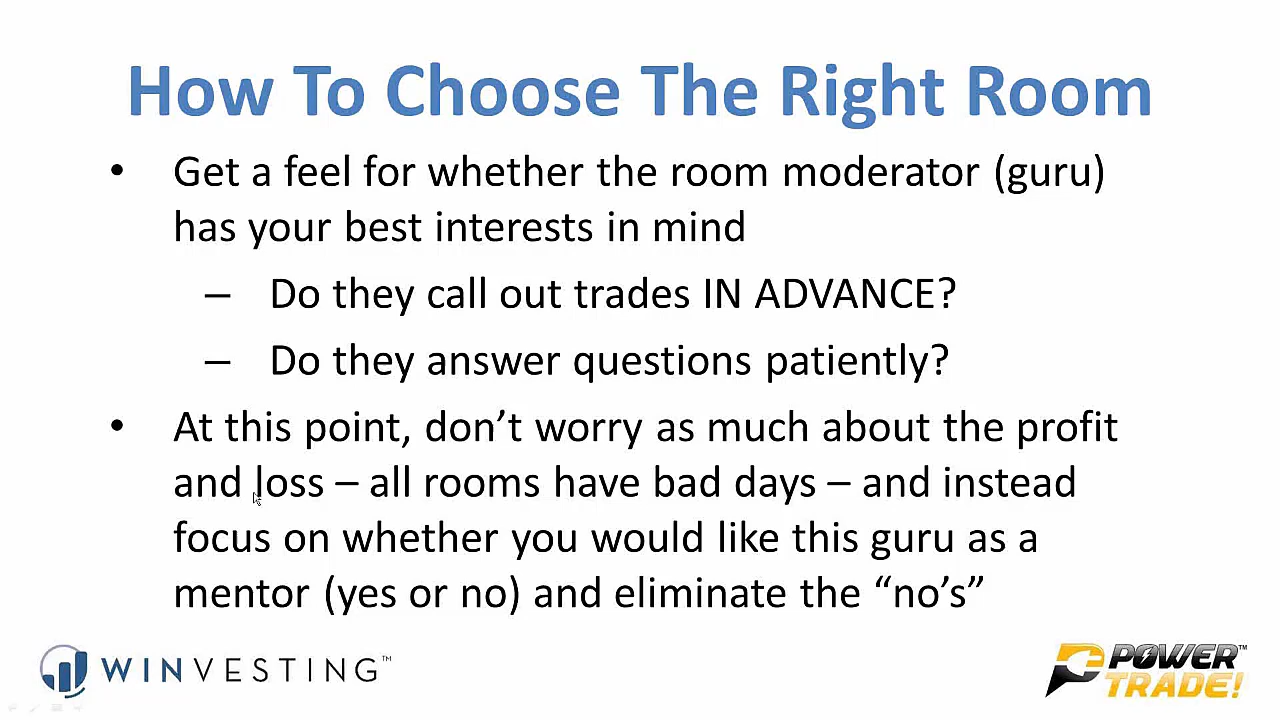 How To Choose The Right Room
• Get a feel for whether the room moderator (guru)
has your best interests in mind
– Do they call out trades IN ADVANCE?
– Do they answer questions patiently?
• At this point, don’t worry as much about the profit
and loss – all rooms have bad days – and instead
focus on whether you would like this guru as a
mentor (yes or no) and eliminate the “no’s”
WINVESTING™
POWER™
TRADE!